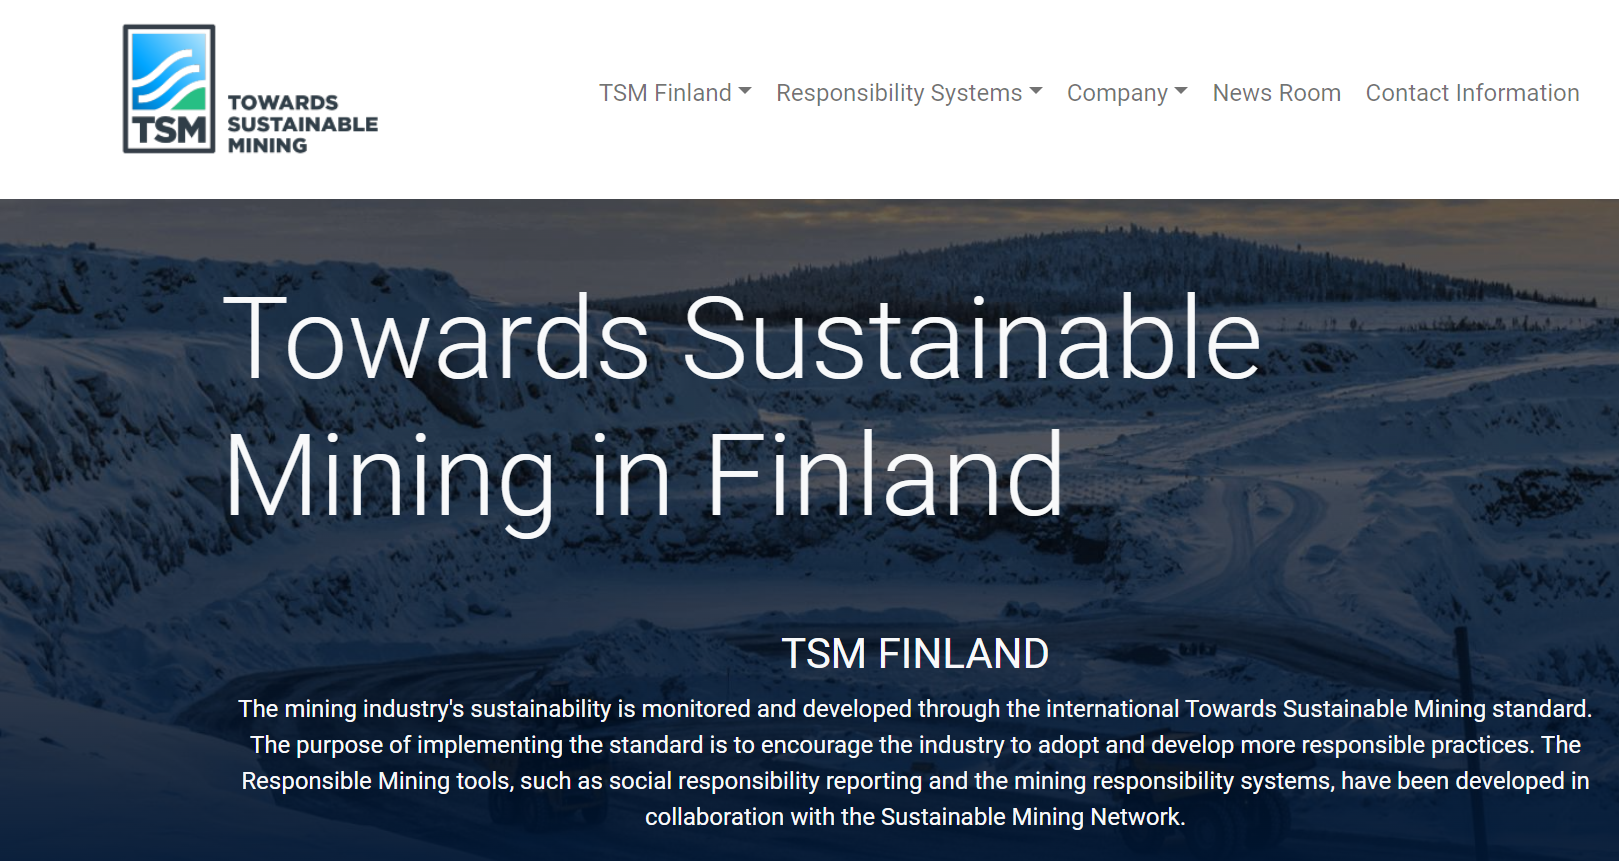 TSM
TOWARDS
SUSTAINABLE
MINING
TSM Finland
Responsibility Systems
Company
News Room
Contact Information
Towards Sustainable
Mining in Finland
TSM FINLAND
The mining industry's sustainability is monitored and developed through the international Towards Sustainable Mining standard.
The purpose of implementing the standard is to encourage the industry to adopt and develop more responsible practices. The
Responsible Mining tools, such as social responsibility reporting and the mining responsibility systems, have been developed in
collaboration with the Sustainable Mining Network.